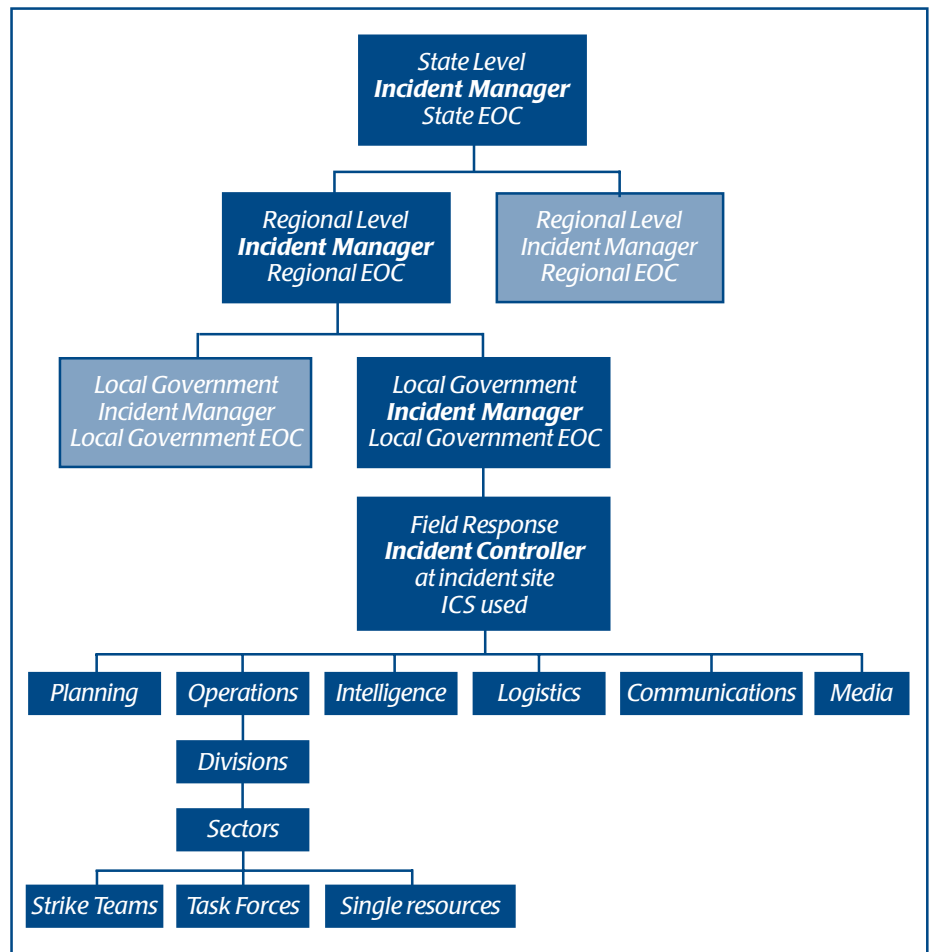 State Level
Incident Manager
State EOC
Regional Level
Incident Manager
Regional EOC
Regional Level
Incident Manager
Regional EOC
Local Government
Incident Manager
Local Government EOC
Local Government
Incident Manager
Local Government EOC
Field Response
Incident Controller
at incident site
ICS used
Planning
Operations
Intelligence
Logistics
Communications
Media
Divisions
Sectors
Strike Teams
Task Forces
Single resources